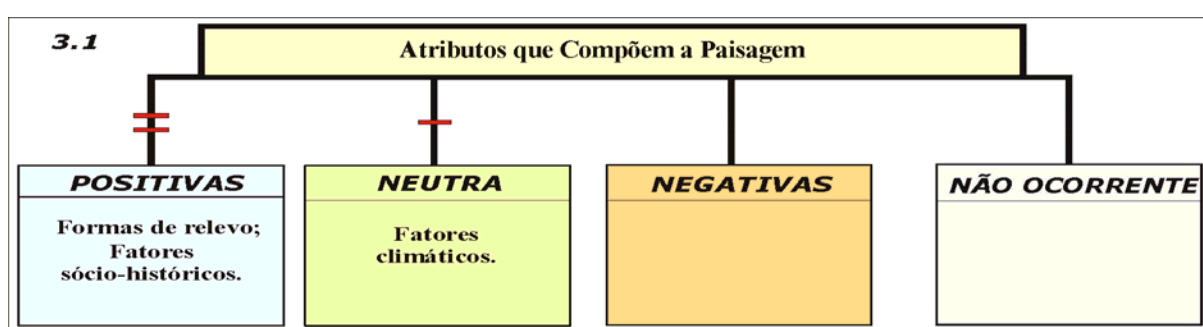 3.1
Atributos que Compõem a Paisagem
POSITIVAS
Formas de relevo;
Fatores
sócio-históricos.
NEUTRA
Fatores
climáticos.
NEGATIVAS
NÃO OCORRENTE